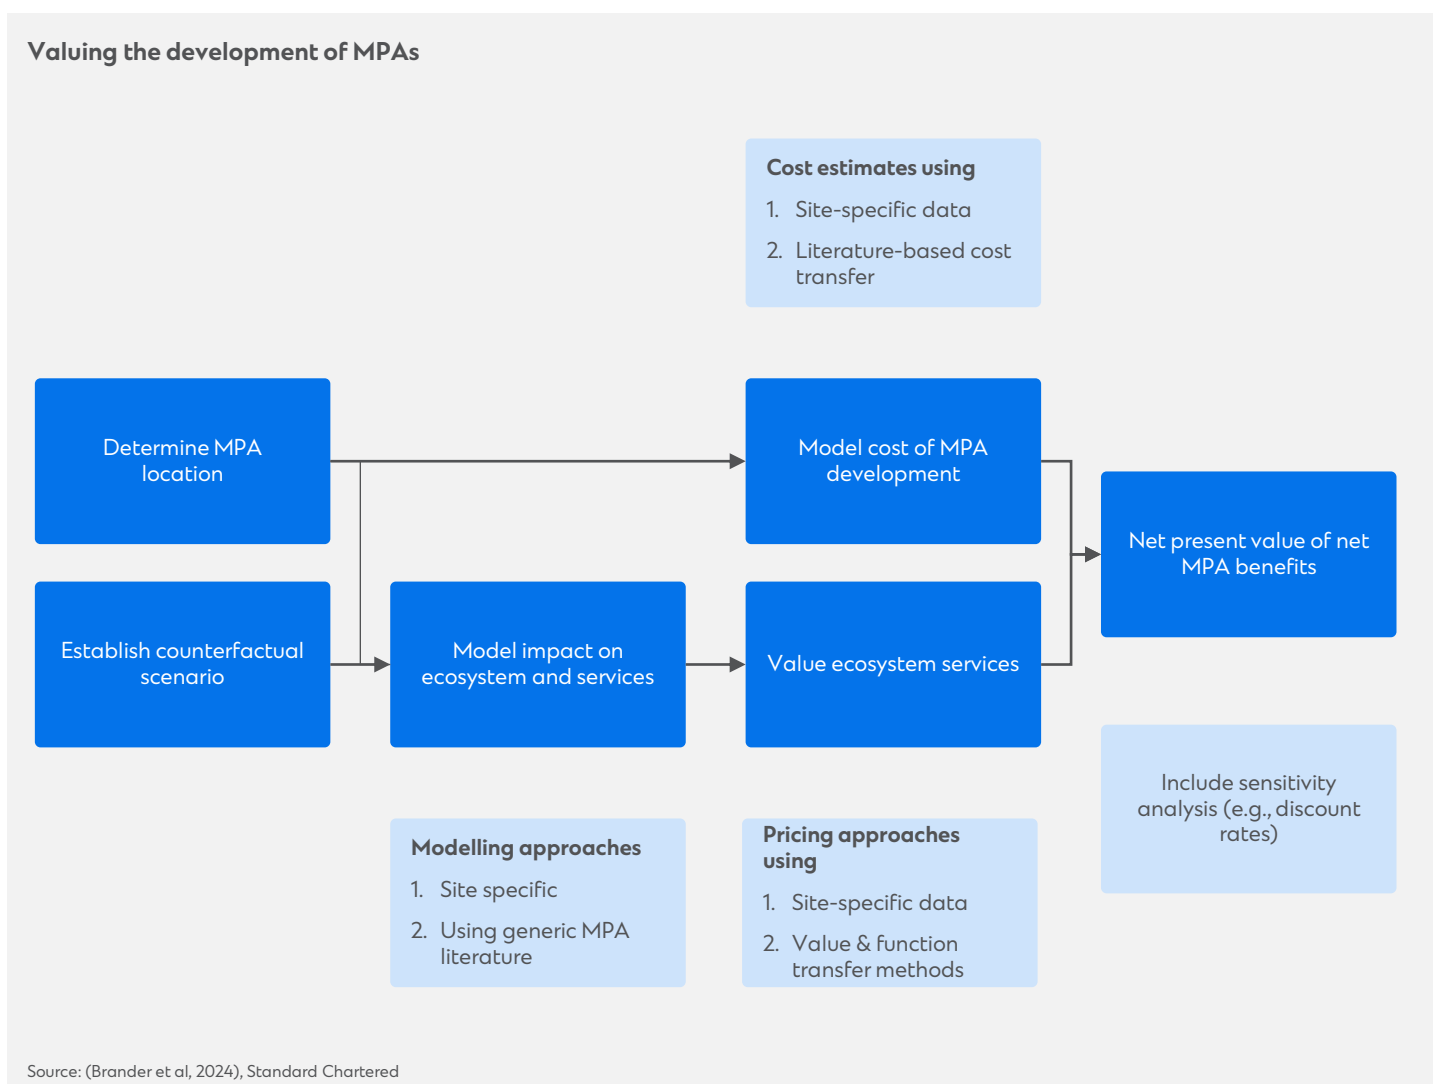 Valuing the development of MPAs
Cost estimates using
1. Site-specific data
2. Literature-based cost
transfer
Determine MPA
location
Model cost of MPA
development
Net present value of net
MPA benefits
Establish counterfactual
scenario
Model impact on
ecosystem and services
Value ecosystem services
Include sensitivity
analysis (e.g., discount
rates)
Modelling approaches
1. Site specific
2. Using generic MPA
literature
Pricing approaches
using
1. Site-specific data
2. Value & function
transfer methods
Source: (Brander et al, 2024), Standard Chartered